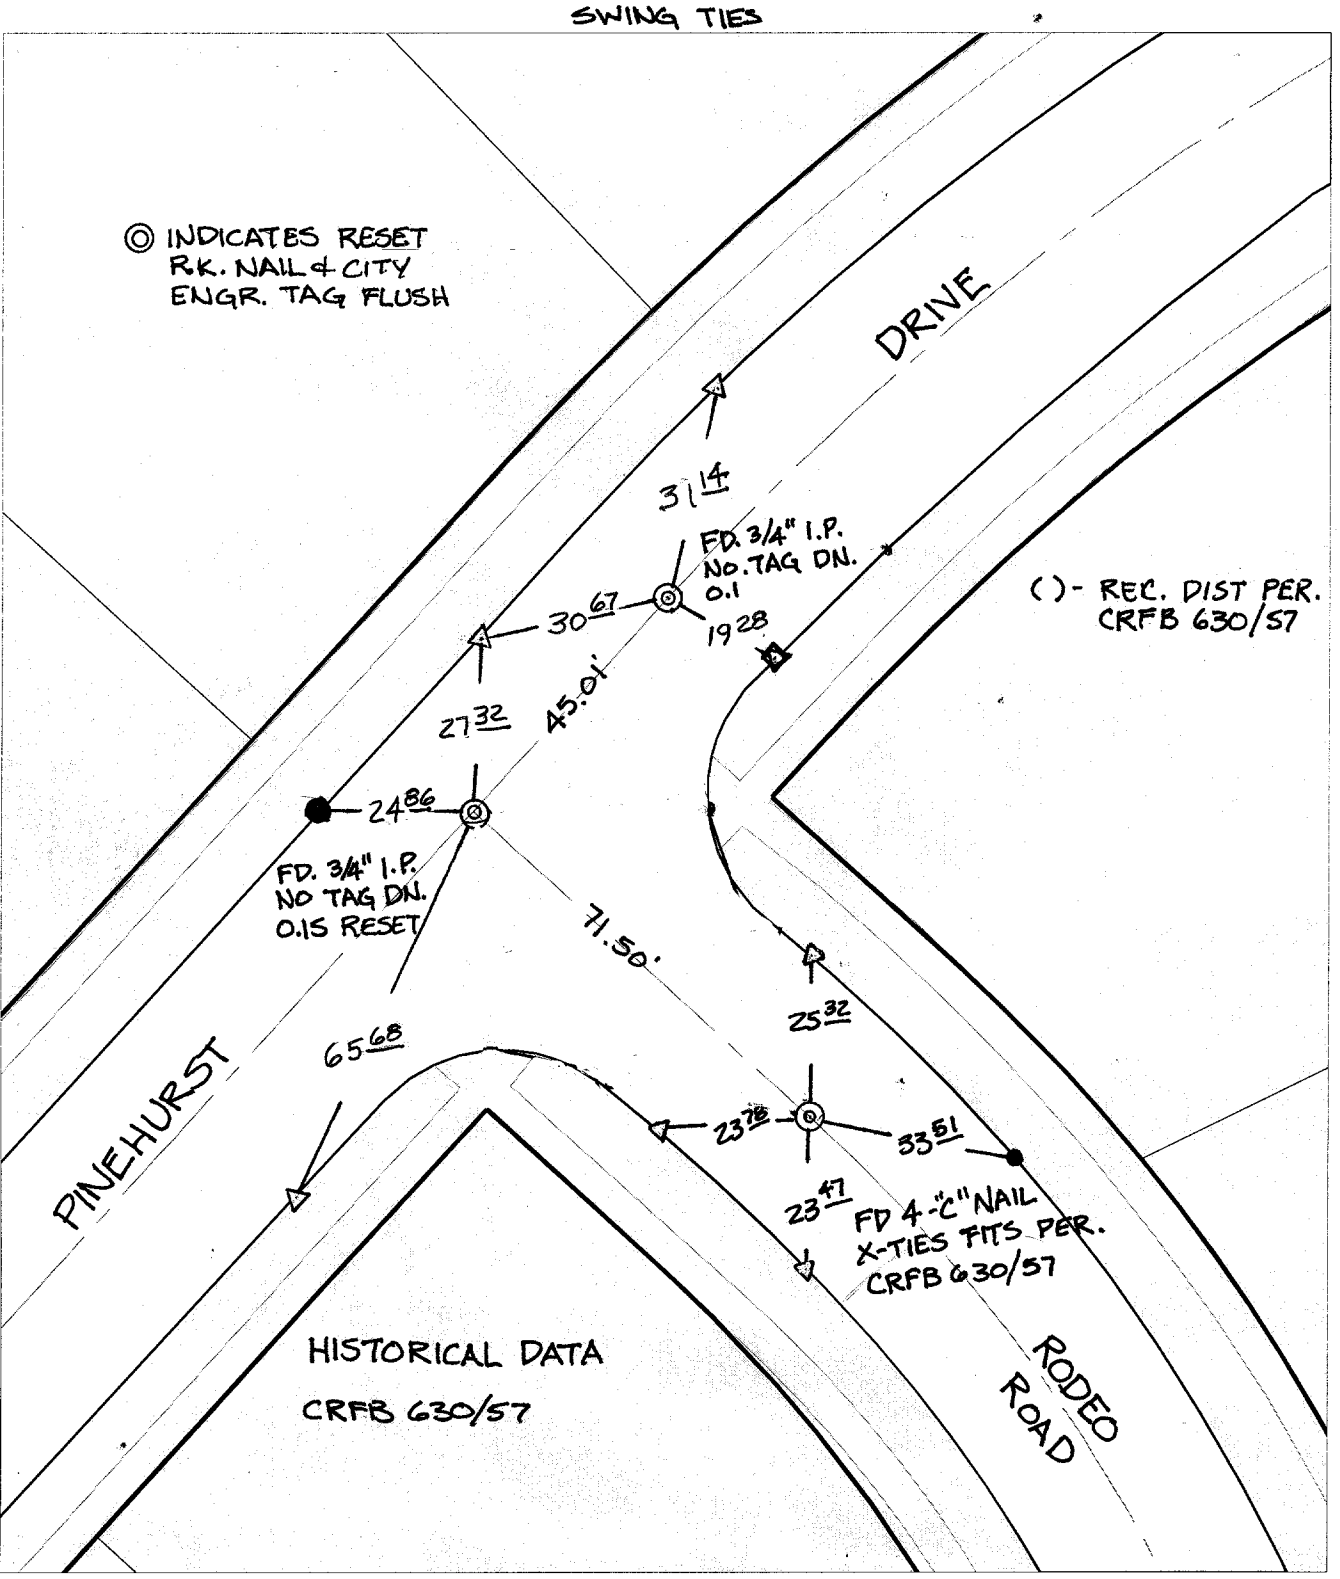 SWING TIES
◎ INDICATES RESET
R.K. NAIL & CITY
ENGR. TAG FLUSH
DRIVE
31 14
FD. 3/4" I.P.
NO. TAG DN.
0.1
( ) - REC. DIST PER.
CRFB 630/57
30 67
19 28
45.01'
27 32
24 86
FD. 3/4" I.P.
NO TAG DN.
0.15 RESET
71.50'
25 32
65 68
PINEHURST
23 78
33 51
23 47
FD 4-"C" NAIL
X-TIES FITS PER.
CRFB 630/57
HISTORICAL DATA
CRFB 630/57
RODEO
ROAD